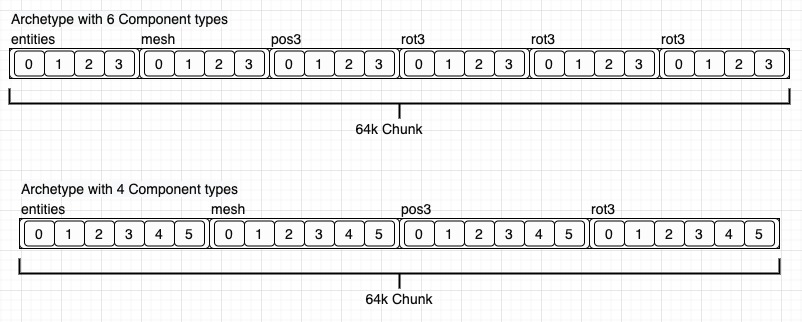 Archetype with 6 Component types
entities mesh pos3 rot3 rot3 rot3
0 1 2 3 0 1 2 3 0 1 2 3 0 1 2 3 0 1 2 3 0 1 2 3
64k Chunk
Archetype with 4 Component types
entities mesh pos3 rot3
0 1 2 3 4 5 0 1 2 3 4 5 0 1 2 3 4 5 0 1 2 3 4 5
64k Chunk